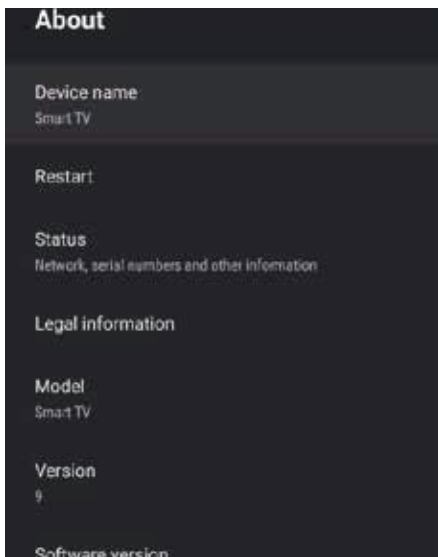 About
Device name
Smart TV
Restart
Status
Network, serial numbers and other information
Legal information
Model
Smart TV
Version
9
Software version